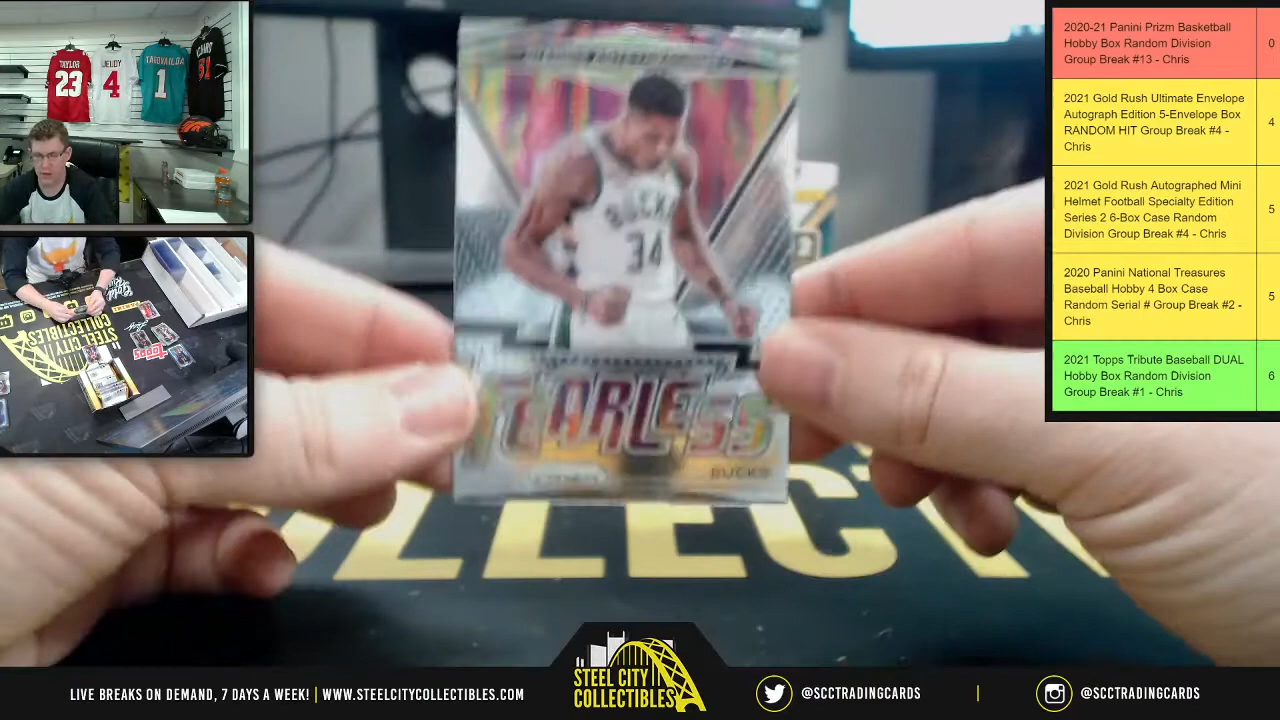 TAYLOR
23
JEUDY
4
TAGOVAILOA
1
BUCKS
34
FEARLESS
BUCKS
STEEL CITY
COLLECTIBLES
topps
COLLECT
2020-21 Panini Prizm Basketball
Hobby Box Random Division
Group Break #13 - Chris
0
2021 Gold Rush Ultimate Envelope
Autograph Edition 5-Envelope Box
RANDOM HIT Group Break #4 -
Chris
4
2021 Gold Rush Autographed Mini
Helmet Football Specialty Edition
Series 2 6-Box Case Random
Division Group Break #4 - Chris
5
2020 Panini National Treasures
Baseball Hobby 4 Box Case
Random Serial # Group Break #2 -
Chris
5
2021 Topps Tribute Baseball DUAL
Hobby Box Random Division
Group Break #1 - Chris
6
LIVE BREAKS ON DEMAND, 7 DAYS A WEEK! | WWW.STEELCITYCOLLECTIBLES.COM
STEEL CITY
COLLECTIBLES
@SCCTRADINGCARDS
@SCCTRADINGCARDS